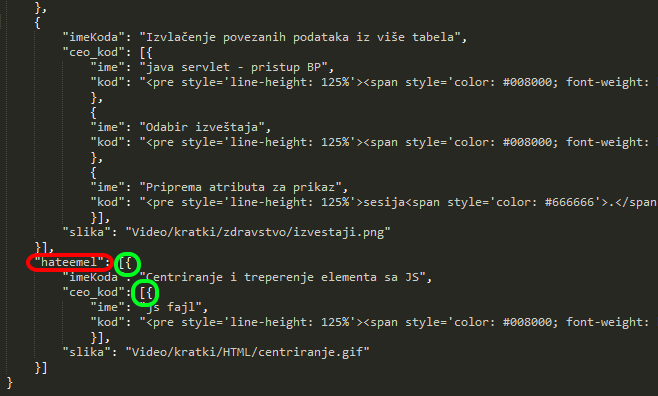 },
{
"imeKoda": "Izvlačenje povezanih podataka iz više tabela",
"ceo_kod": [{
"ime": "java servlet - pristup BP",
"kod": "<pre style='line-height: 125%'><span style='color: #008000; font-weight:
},
{
"ime": "Odabir izveštaja",
"kod": "<pre style='line-height: 125%'><span style='color: #008000; font-weight:
},
{
"ime": "Priprema atributa za prikaz",
"kod": "<pre style='line-height: 125%'>sesija<span style='color: #666666'>.</span
}],
"slika": "Video/kratki/zdravstvo/izvestaji.png"
}],
"hateemel": [{
"imeKoda": "Centriranje i treperenje elementa sa JS",
"ceo_kod": [{
"ime": "js fajl",
"kod": "<pre style='line-height: 125%'><span style='color: #008000; font-weight:
}],
"slika": "Video/kratki/HTML/centriranje.gif"
}]
}